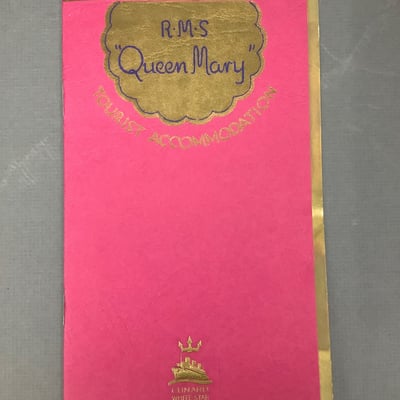 R·M·S
"Queen Mary"
TOURIST ACCOMMODATION
CUNARD
WHITE STAR